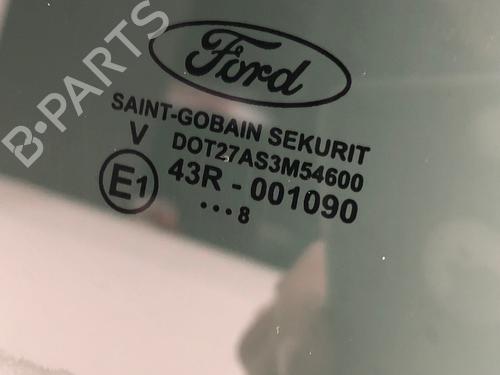 B-PARTS
Ford
SAINT-GOBAIN SEKURIT
V DOT27AS3M54600
E1 43R - 001090
...8